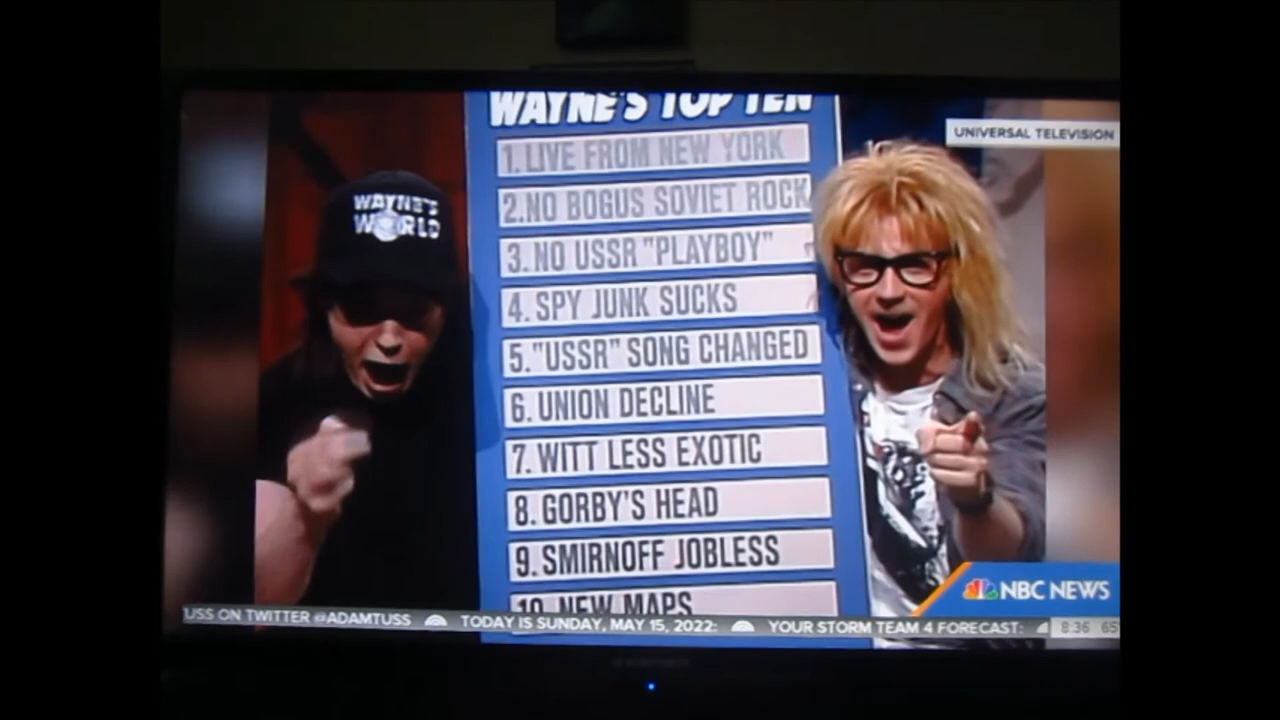 WAYNE'S TOP TEN
UNIVERSAL TELEVISION
1. LIVE FROM NEW YORK
2. NO BOGUS SOVIET ROCK
3. NO USSR "PLAYBOY"
4. SPY JUNK SUCKS
5. "USSR" SONG CHANGED
6. UNION DECLINE
7. WITT LESS EXOTIC
8. GORBY'S HEAD
9. SMIRNOFF JOBLESS
10. NEW MAPS
WAYNE'S
WORLD
NBC NEWS
USS ON TWITTER @ADAMTUSS TODAY IS SUNDAY, MAY 15, 2022: YOUR STORM TEAM 4 FORECAST: 8:36 65